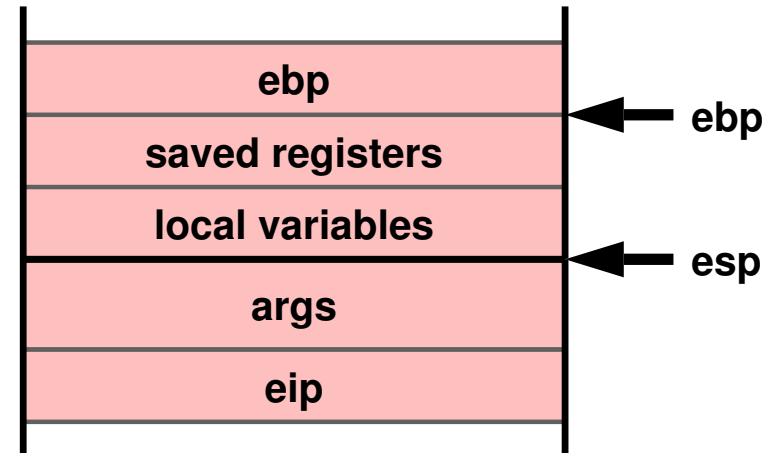 ebp
ebp
saved registers
local variables
esp
args
eip